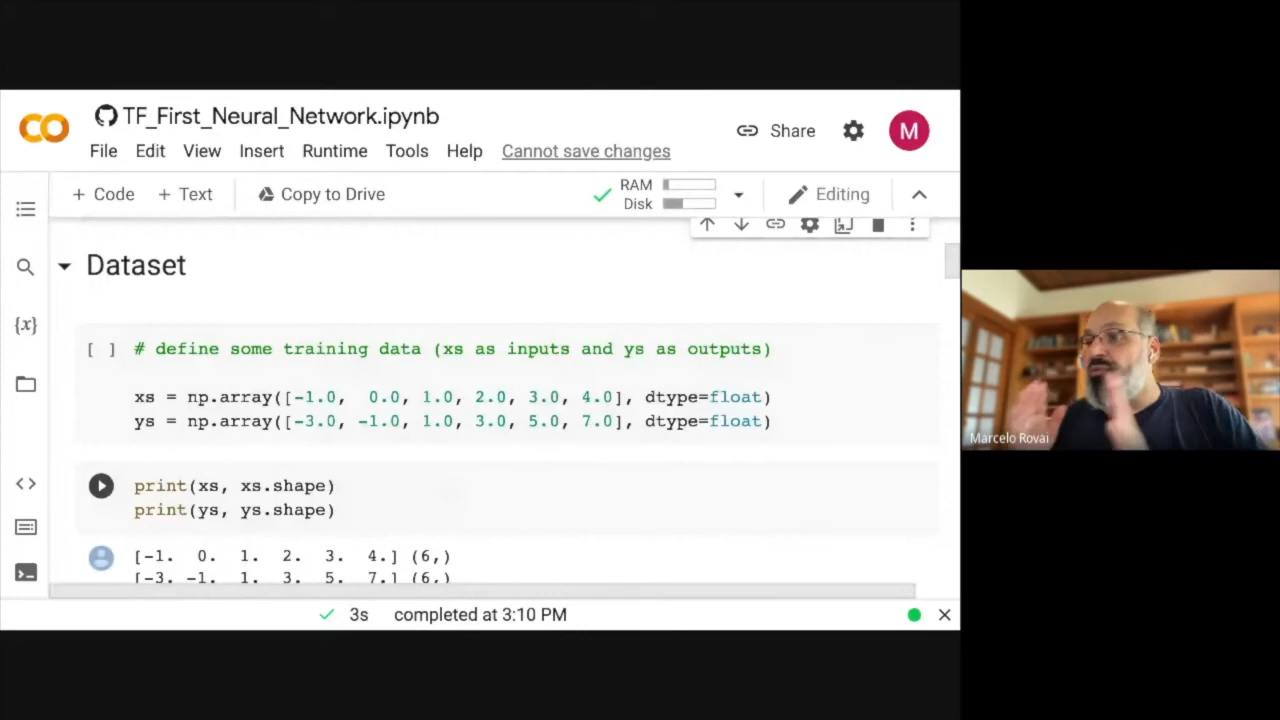 TF_First_Neural_Network.ipynb
Share
M
File Edit View Insert Runtime Tools Help Cannot save changes
+ Code + Text Copy to Drive
RAM
Disk
Editing
Dataset
{x}
[ ] # define some training data (xs as inputs and ys as outputs)
xs = np.array([-1.0, 0.0, 1.0, 2.0, 3.0, 4.0], dtype=float)
ys = np.array([-3.0, -1.0, 1.0, 3.0, 5.0, 7.0], dtype=float)
print(xs, xs.shape)
print(ys, ys.shape)
[-1. 0. 1. 2. 3. 4.] (6,)
[-3. -1. 1. 3. 5. 7.] (6,)
3s completed at 3:10 PM
Marcelo Rovai